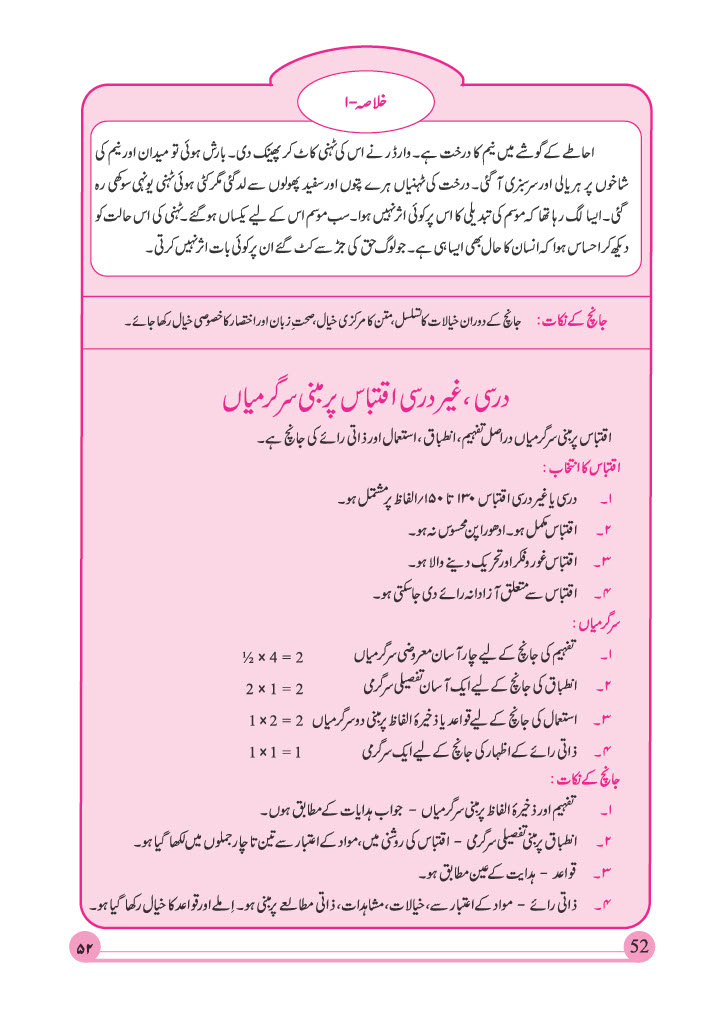 خلاصہ-۱
احاطے کے گوشے میں نیم کا درخت ہے۔ وارڈر نے اس کی ٹہنی کاٹ کر پھینک دی۔ بارش ہوئی تو میدان اور نیم کی
شاخوں پر ہریالی اور سرسبزی آ گئی۔ درخت کی ٹہنیاں ہرے پتوں اور سفید پھولوں سے لد گئی مگر کٹی ہوئی ٹہنی یونہی سوکھی رہ
گئی۔ ایسا لگ رہا تھا کہ موسم کی تبدیلی کا اس پر کوئی اثر نہیں ہوا۔ سب موسم اس کے لیے یکساں ہو گئے۔ ٹہنی کی اس حالت کو
دیکھ کر احساس ہوا کہ انسان کا حال بھی ایسا ہی ہے۔ جو لوگ حق کی جڑ سے کٹ گئے ان پر کوئی بات اثر نہیں کرتی۔
جانچ کے نکات: جانچ کے دوران خیالات کا تسلسل، متن کا مرکزی خیال، صحتِ زبان اور اختصار کا خصوصی خیال رکھا جائے۔
درسی، غیر درسی اقتباس پر مبنی سرگرمیاں
اقتباس پر مبنی سرگرمیاں دراصل تفہیم، انطباق، استعمال اور ذاتی رائے کی جانچ ہے۔
اقتباس کا انتخاب:
۱۔ درسی یا غیر درسی اقتباس ۱۳۰ تا ۱۵۰؍الفاظ پر مشتمل ہو۔
۲۔ اقتباس مکمل ہو۔ ادھورا پن محسوس نہ ہو۔
۳۔ اقتباس غور و فکر اور تحریک دینے والا ہو۔
۴۔ اقتباس سے متعلق آزادانہ رائے دی جا سکتی ہو۔
سرگرمیاں:
۱۔ تفہیم کی جانچ کے لیے چار آسان معروضی سرگرمیاں ½ × 4 = 2
۲۔ انطباق کی جانچ کے لیے ایک آسان تفصیلی سرگرمی 2 × 1 = 2
۳۔ استعمال کی جانچ کے لیے قواعد یا ذخیرۂ الفاظ پر مبنی دو سرگرمیاں 1 × 2 = 2
۴۔ ذاتی رائے کے اظہار کی جانچ کے لیے ایک سرگرمی 1 × 1 = 1
جانچ کے نکات:
۱۔ تفہیم اور ذخیرۂ الفاظ پر مبنی سرگرمیاں - جواب ہدایات کے مطابق ہوں۔
۲۔ انطباق پر مبنی تفصیلی سرگرمی - اقتباس کی روشنی میں، مواد کے اعتبار سے تین تا چار جملوں میں لکھا گیا ہو۔
۳۔ قواعد - ہدایت کے عین مطابق ہو۔
۴۔ ذاتی رائے - مواد کے اعتبار سے، خیالات، مشاہدات، ذاتی مطالعے پر مبنی ہو۔ اِملے اور قواعد کا خیال رکھا گیا ہو۔
52 ۵۲